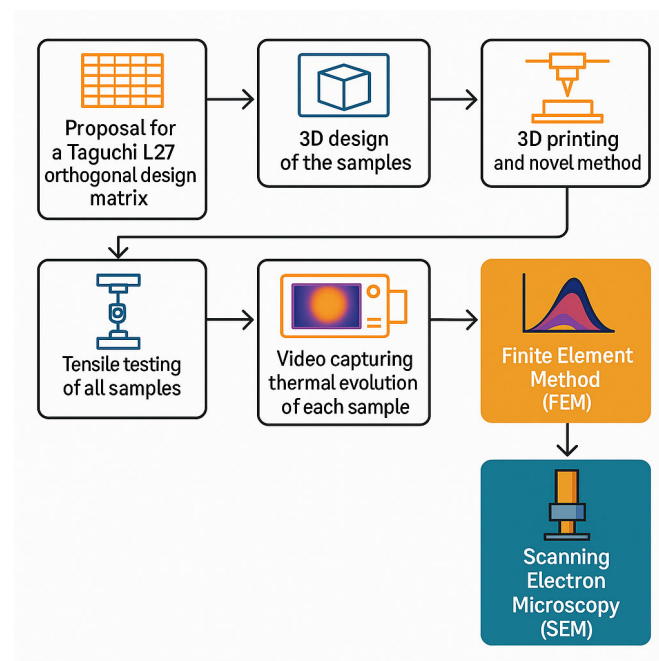 Proposal for
a Taguchi L27
orthogonal design
matrix
3D design
of the samples
3D printing
and novel method
Tensile testing
of all samples
Video capturing
thermal evolution
of each sample
Finite Element
Method
(FEM)
Scanning
Electron
Microscopy
(SEM)